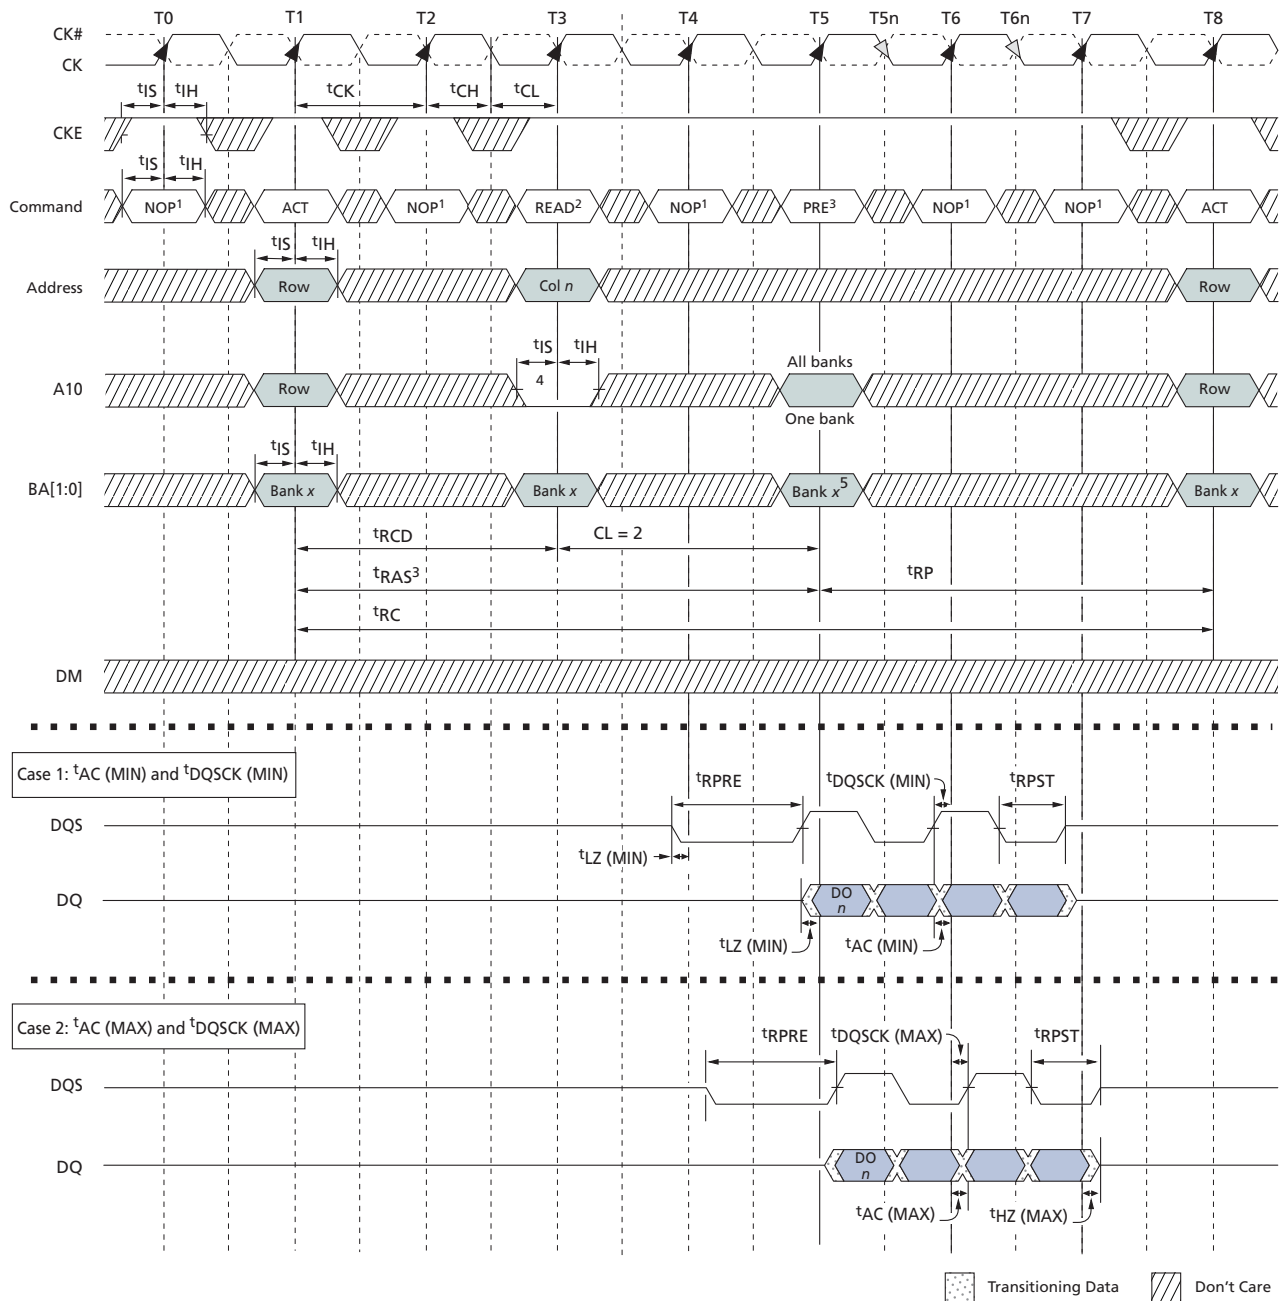 T0 T1 T2 T3 T4 T5 T5n T6 T6n T7 T8
CK#
CK
tIS tIH tCK tCH tCL
CKE
tIS tIH
Command NOP1 ACT NOP1 READ2 NOP1 PRE3 NOP1 NOP1 ACT
tIS tIH
Address Row Col n Row
tIS tIH All banks
4
A10 Row Row
One bank
tIS tIH
BA[1:0] Bank x Bank x Bank x5 Bank x
tRCD CL = 2
tRAS3 tRP
tRC
DM
Case 1: tAC (MIN) and tDQSCK (MIN)
tRPRE tDQSCK (MIN) tRPST
DQS
tLZ (MIN)
DQ DO
n
tLZ (MIN) tAC (MIN)
Case 2: tAC (MAX) and tDQSCK (MAX)
tRPRE tDQSCK (MAX) tRPST
DQS
DQ DO
n
tAC (MAX) tHZ (MAX)
Transitioning Data Don't Care